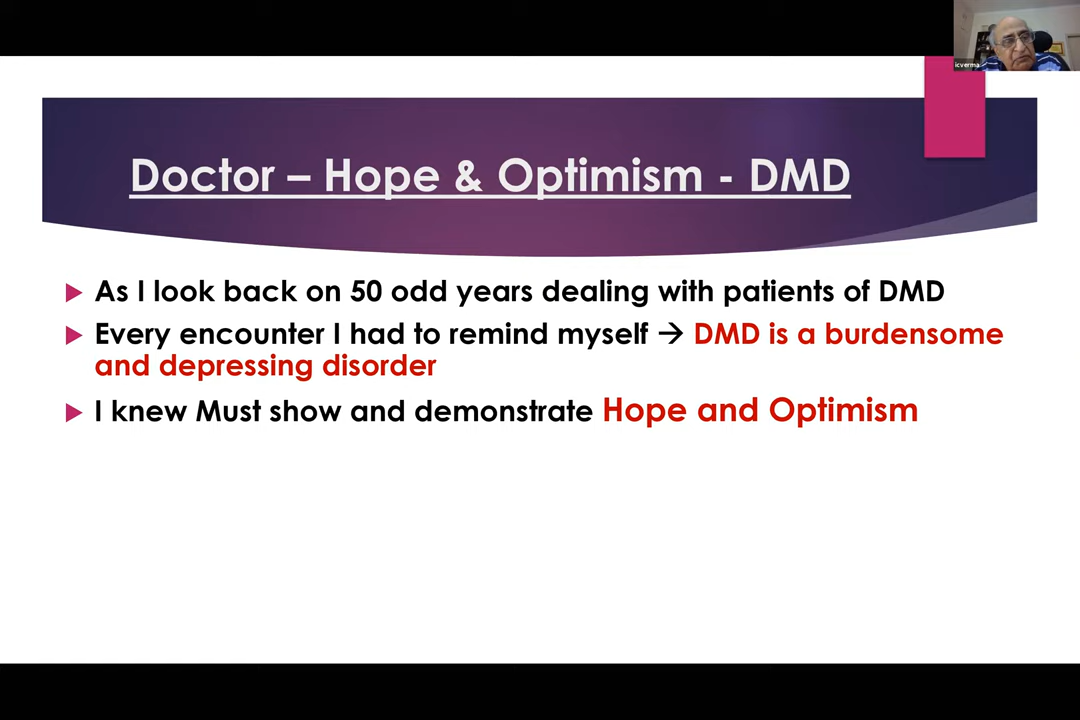 icverma
Doctor – Hope & Optimism - DMD
As I look back on 50 odd years dealing with patients of DMD
Every encounter I had to remind myself → DMD is a burdensome
and depressing disorder
I knew Must show and demonstrate Hope and Optimism